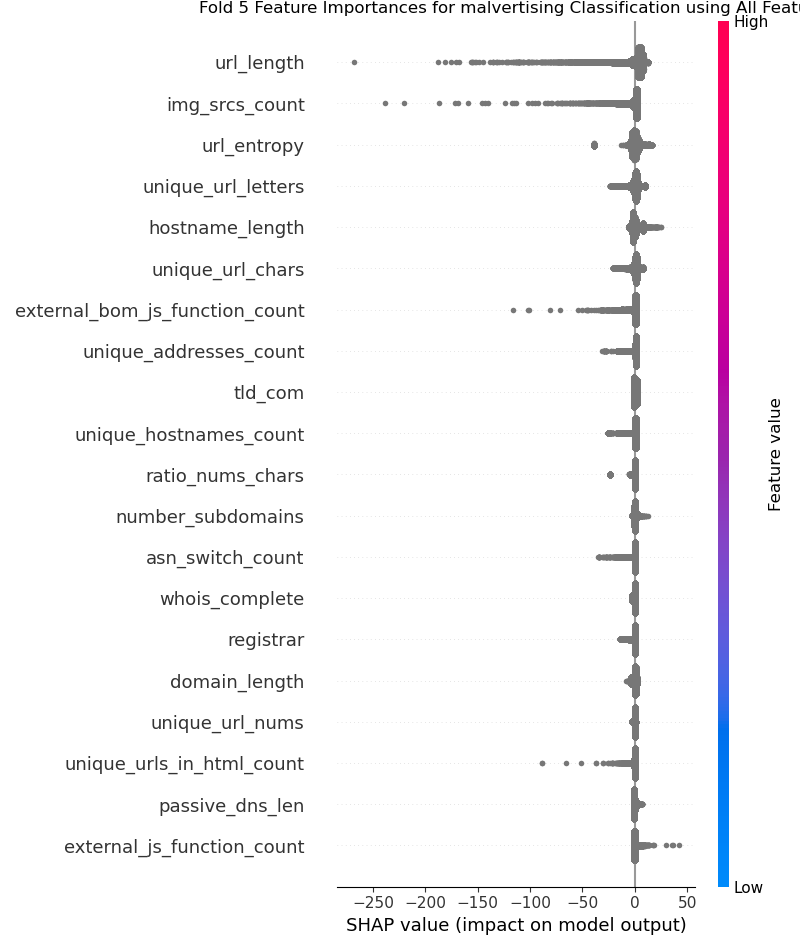 Fold 5 Feature Importances for malvertising Classification using All Featu
High
url_length
img_srcs_count
url_entropy
unique_url_letters
hostname_length
unique_url_chars
external_bom_js_function_count
unique_addresses_count
tld_com
unique_hostnames_count
ratio_nums_chars
number_subdomains
asn_switch_count
whois_complete
registrar
domain_length
unique_url_nums
unique_urls_in_html_count
passive_dns_len
external_js_function_count
Feature value
Low
−250 −200 −150 −100 −50 0 50
SHAP value (impact on model output)